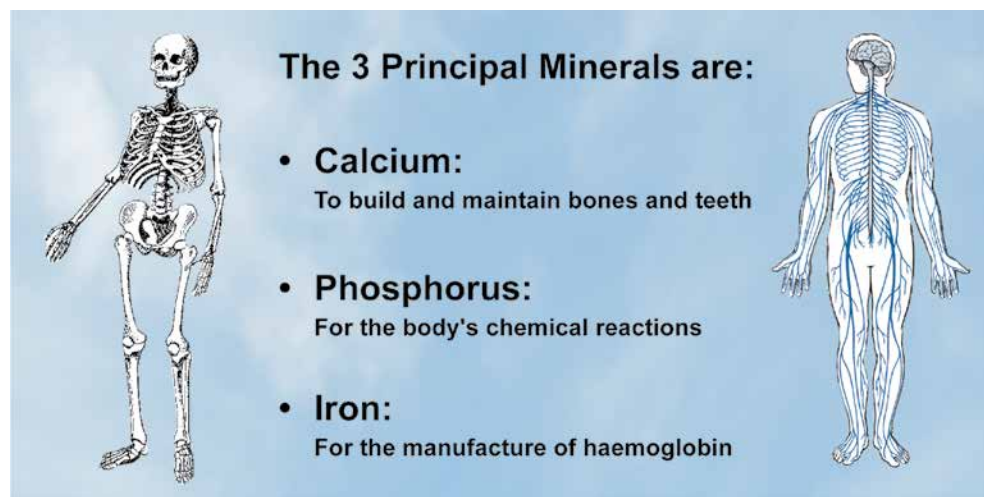 The 3 Principal Minerals are:
• Calcium:
To build and maintain bones and teeth
• Phosphorus:
For the body's chemical reactions
• Iron:
For the manufacture of haemoglobin